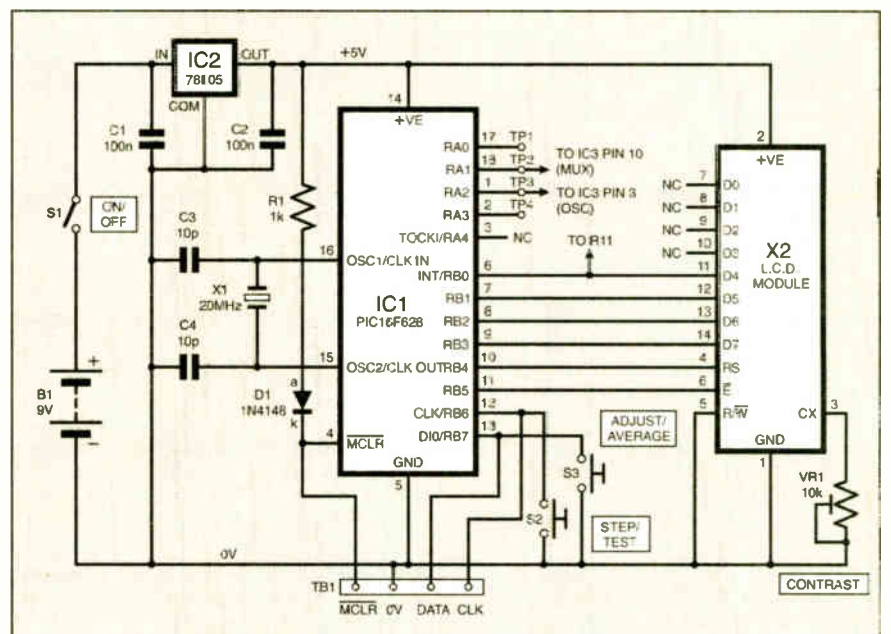 IN
IC2
78L05
OUT
COM
+5V
C1
100n
C2
100n
S1
ON/
OFF
C3
10p
X1
20MHz
C4
10p
B1
9V
+
−
R1
1k
D1
1N4148
a
k
14
+VE
16
OSC1/CLK IN
15
OSC2/CLK OUT
4
MCLR
GND
5
IC1
PIC16F628
RA0
17
TP1
RA1
18
TP2
TO IC3 PIN 10
(MUX)
RA2
1
TP3
TO IC3 PIN 3
(OSC)
RA3
2
TP4
TOCKI/RA4
3
NC
TO R11
INT/RB0
6
RB1
7
RB2
8
RB3
9
RB4
10
RB5
11
CLK/RB6
12
DI0/RB7
13
ADJUST/
AVERAGE
S3
S2
STEP/
TEST
0V
TB1
MCLR 0V DATA CLK
2
+VE
NC 7 D0
NC 8 D1
NC 9 D2
NC 10 D3
11 D4
12 D5
13 D6
14 D7
4 RS
6 E
5 R/W
X2
L.C.D.
MODULE
CX
3
GND
1
VR1
10k
CONTRAST